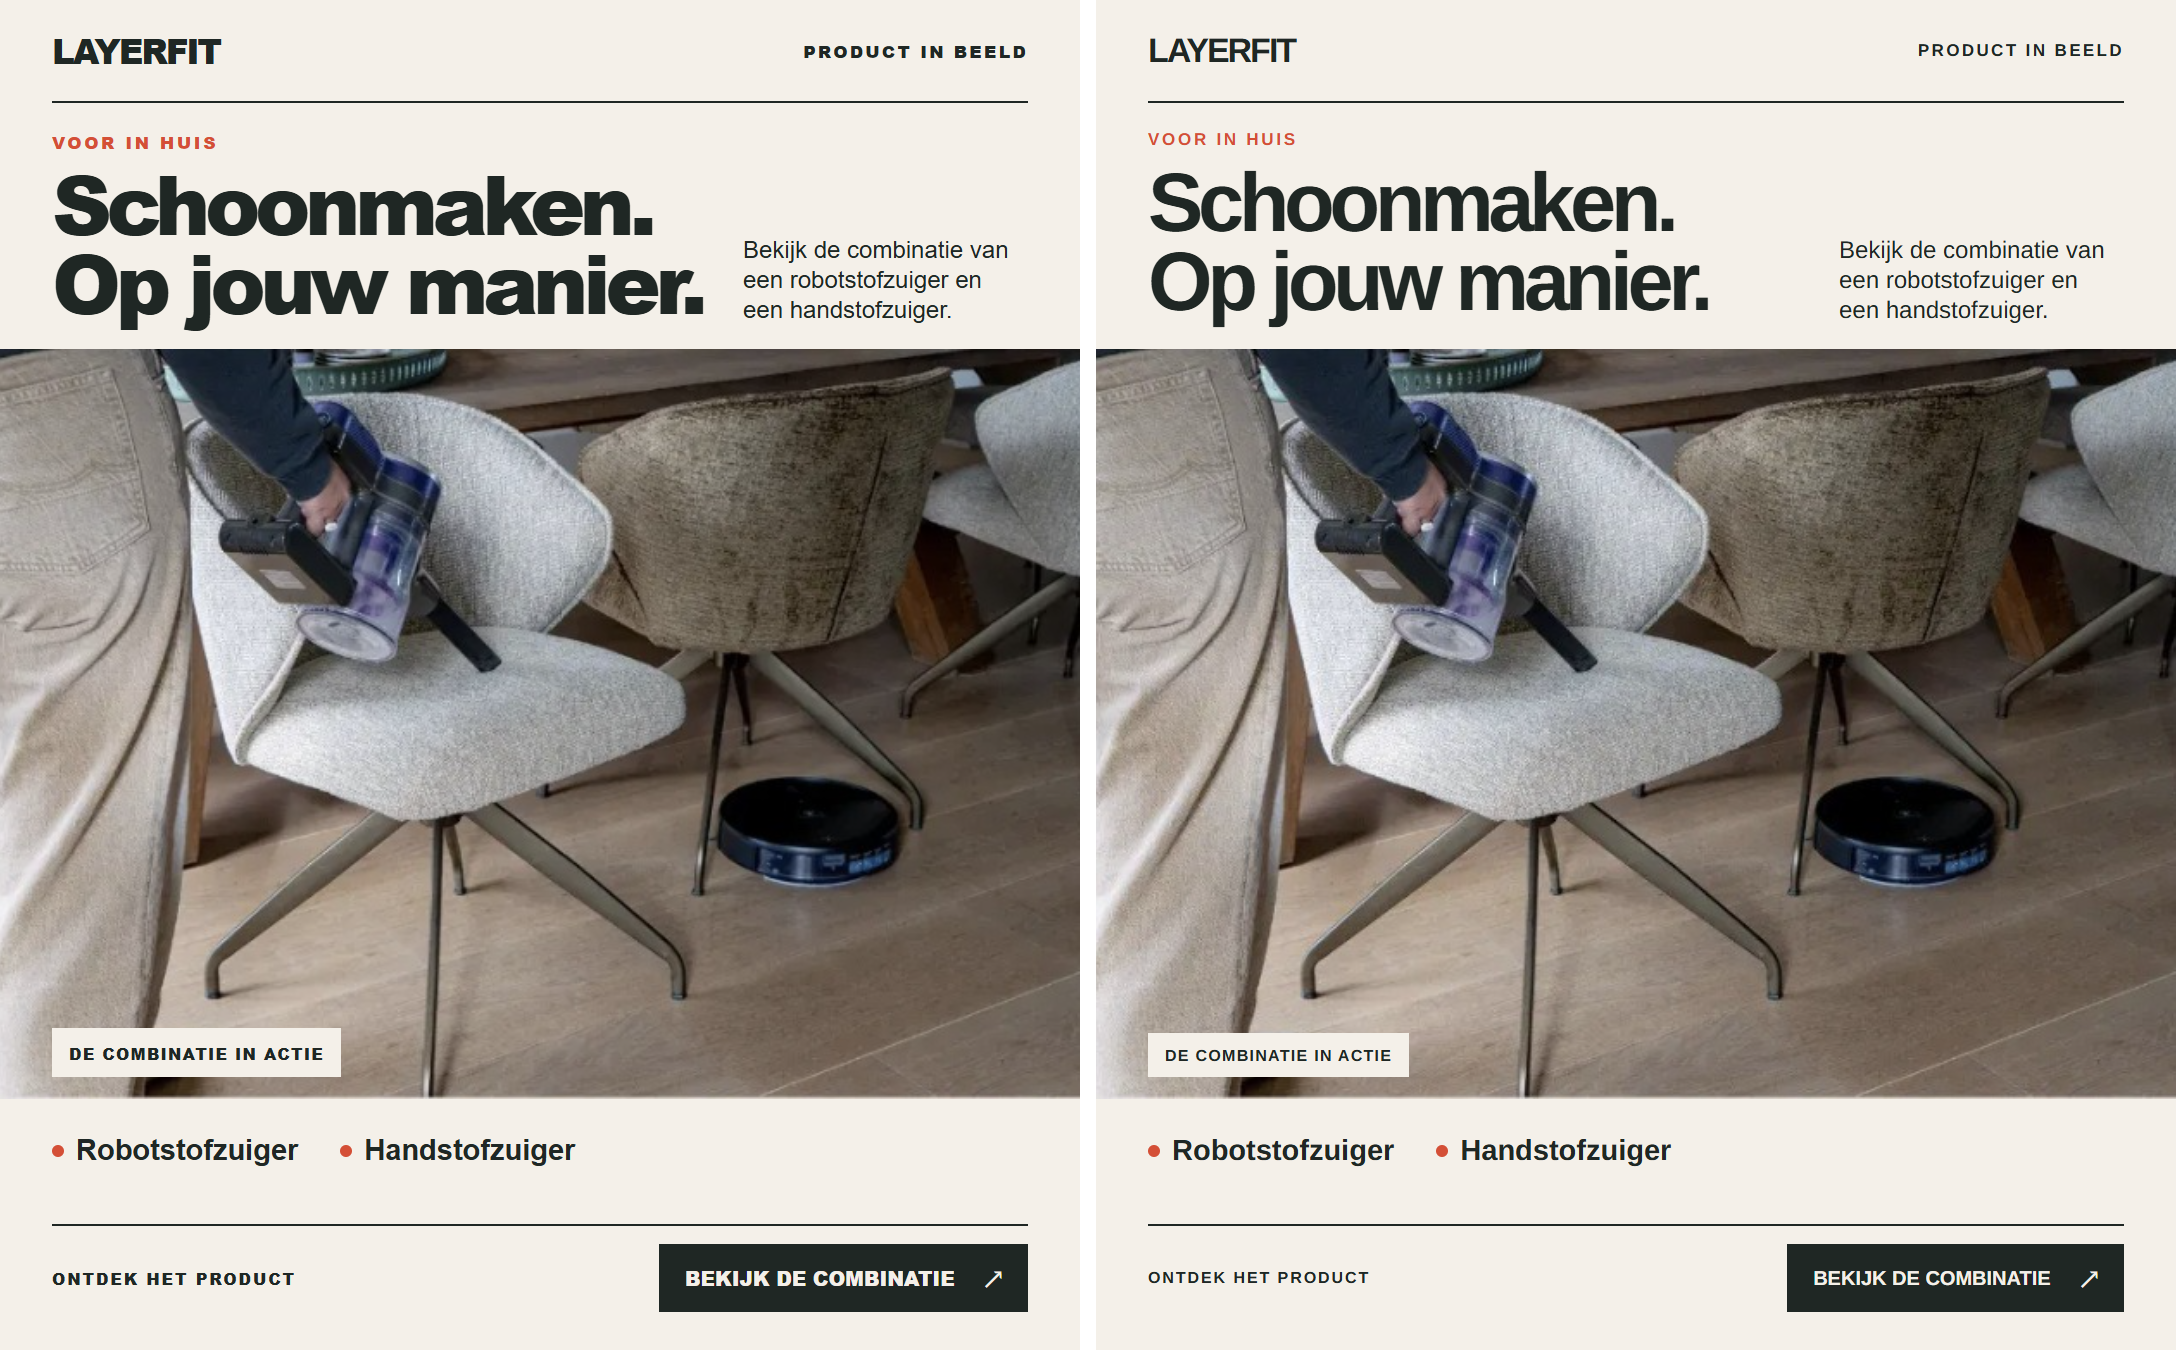 LAYERFIT
PRODUCT IN BEELD
VOOR IN HUIS
Schoonmaken.
Op jouw manier.
Bekijk de combinatie van
een robotstofzuiger en
een handstofzuiger.
DE COMBINATIE IN ACTIE
Robotstofzuiger
Handstofzuiger
ONTDEK HET PRODUCT
BEKIJK DE COMBINATIE ↗
LAYERFIT
PRODUCT IN BEELD
VOOR IN HUIS
Schoonmaken.
Op jouw manier.
Bekijk de combinatie van
een robotstofzuiger en
een handstofzuiger.
DE COMBINATIE IN ACTIE
Robotstofzuiger
Handstofzuiger
ONTDEK HET PRODUCT
BEKIJK DE COMBINATIE ↗